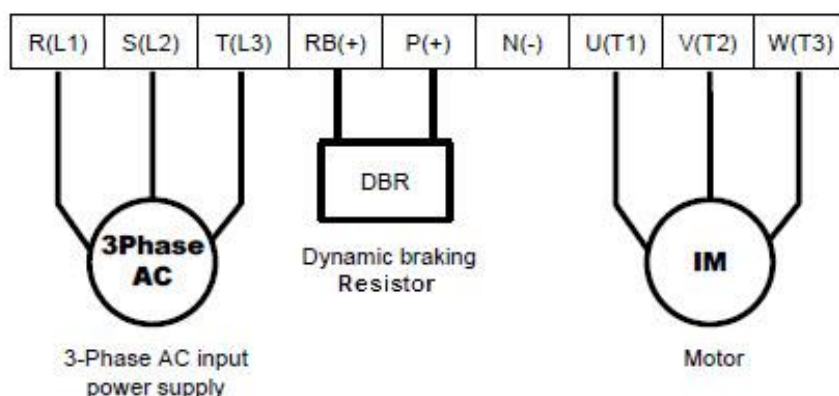 R(L1) S(L2) T(L3) RB(+) P(+) N(-) U(T1) V(T2) W(T3)
DBR
3Phase
AC
IM
Dynamic braking
Resistor
3-Phase AC input
power supply
Motor